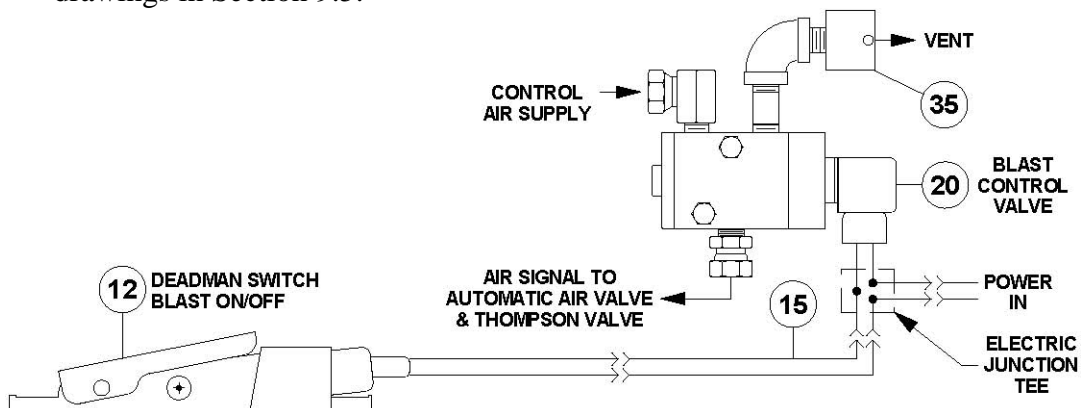 drawings in Section 9.3.
VENT
CONTROL
AIR SUPPLY
35
20
BLAST
CONTROL
VALVE
12
DEADMAN SWITCH
BLAST ON/OFF
AIR SIGNAL TO
AUTOMATIC AIR VALVE
& THOMPSON VALVE
15
POWER
IN
ELECTRIC
JUNCTION
TEE